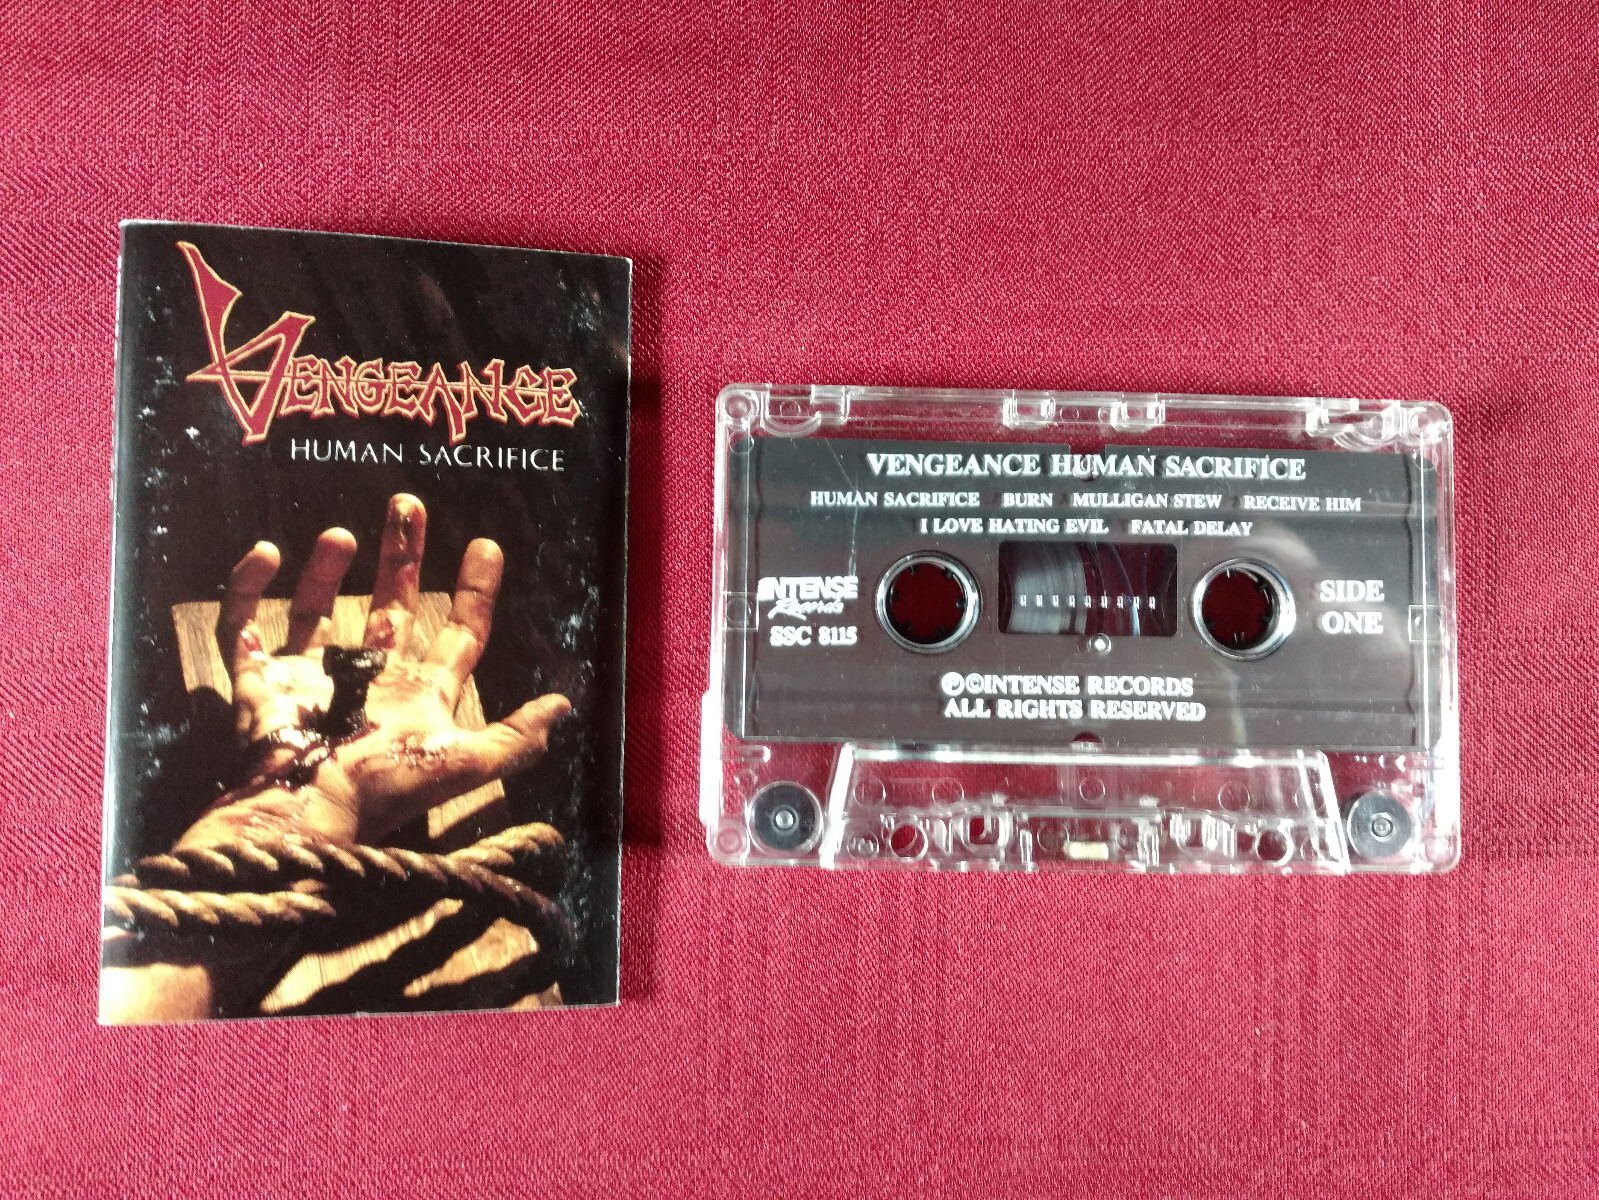 VENGEANCE
HUMAN SACRIFICE
VENGEANCE HUMAN SACRIFICE
HUMAN SACRIFICE BURN MULLIGAN STEW RECEIVE HIM
I LOVE HATING EVIL FATAL DELAY
INTENSE
Records
SSC 8115
SIDE
ONE
℗©INTENSE RECORDS
ALL RIGHTS RESERVED